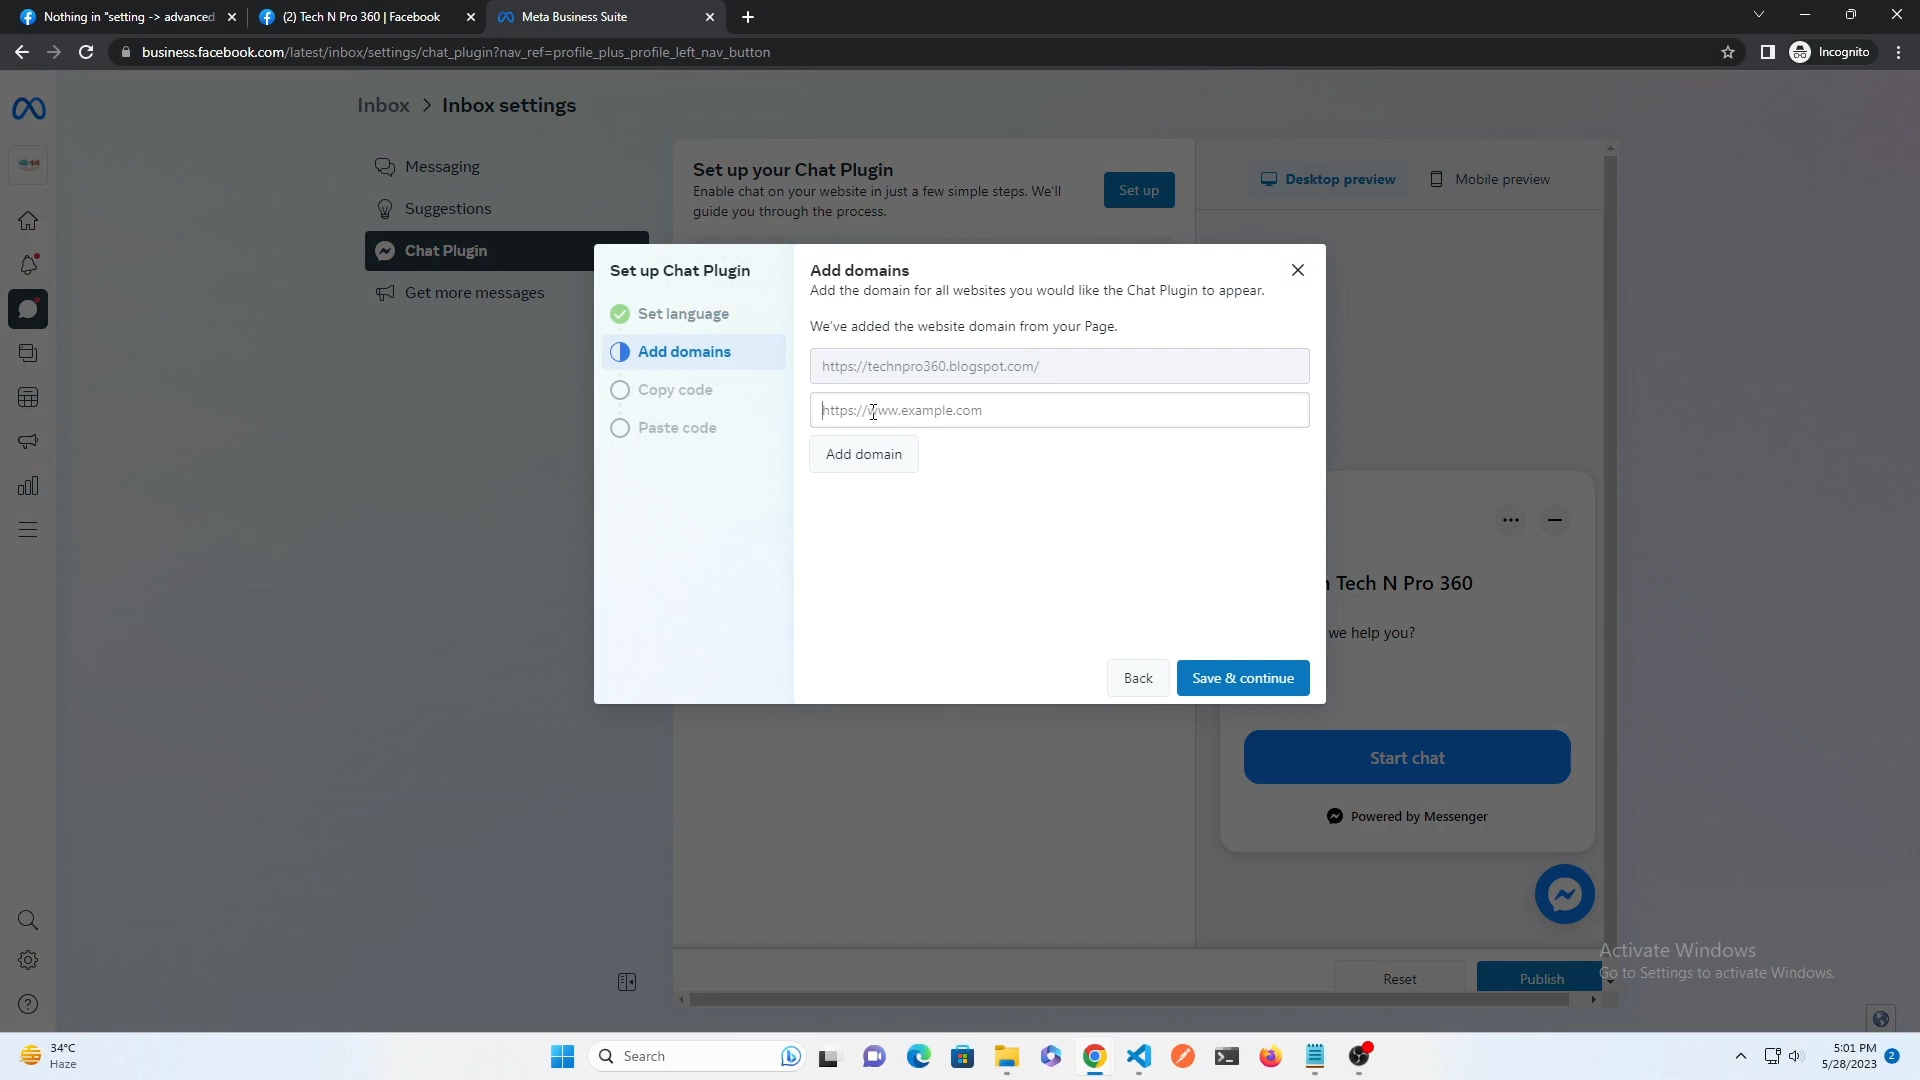 Nothing in "setting -> advanced
(2) Tech N Pro 360 | Facebook
Meta Business Suite
business.facebook.com/latest/inbox/settings/chat_plugin?nav_ref=profile_plus_profile_left_nav_button
Incognito
Inbox > Inbox settings
Messaging
Suggestions
Chat Plugin
Get more messages
Set up your Chat Plugin
Enable chat on your website in just a few simple steps. We'll
guide you through the process.
Set up
Desktop preview
Mobile preview
Set up Chat Plugin
Set language
Add domains
Copy code
Paste code
Add domains
Add the domain for all websites you would like the Chat Plugin to appear.
We've added the website domain from your Page.
https://technpro360.blogspot.com/
https://www.example.com
Add domain
Back
Save & continue
Tech N Pro 360
we help you?
Start chat
Powered by Messenger
Reset
Publish
Activate Windows
Go to Settings to activate Windows.
34°C
Haze
Search
5:01 PM
5/28/2023
2